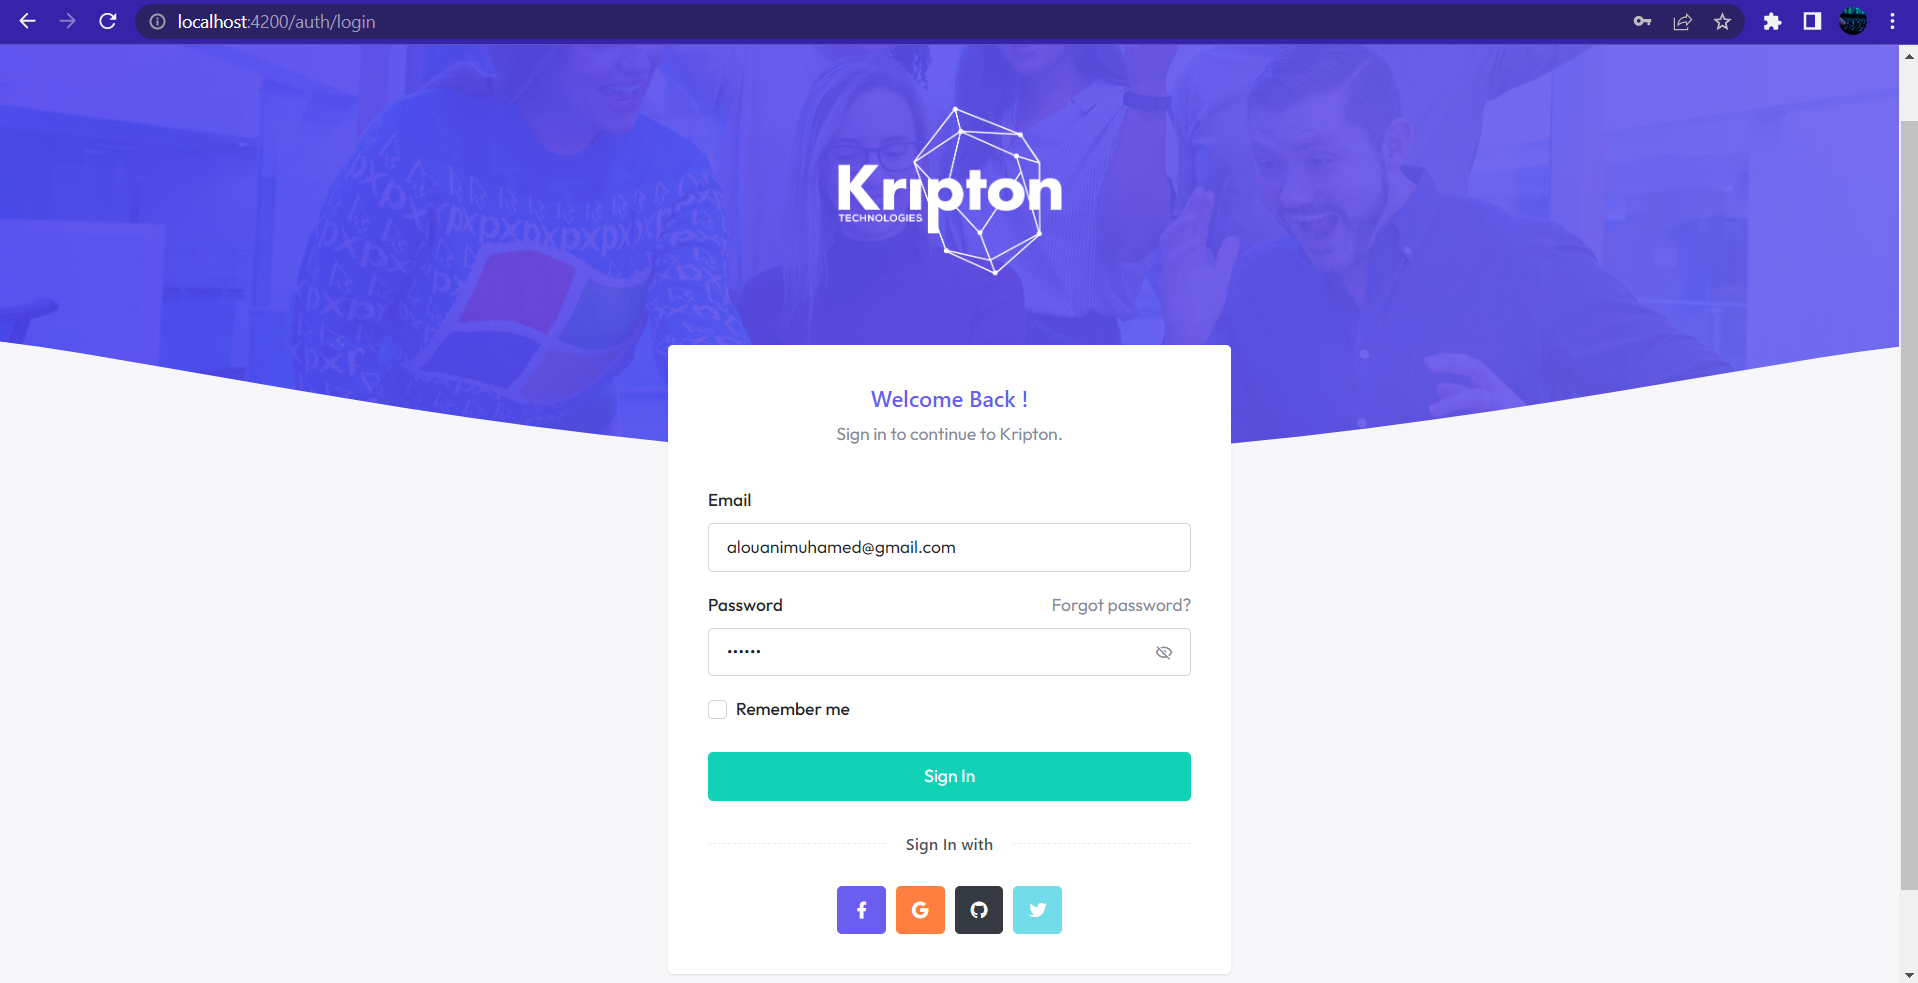 localhost:4200/auth/login
Kripton
TECHNOLOGIES
Welcome Back !
Sign in to continue to Kripton.
Email
alouanimuhamed@gmail.com
Password
Forgot password?
••••••
Remember me
Sign In
Sign In with